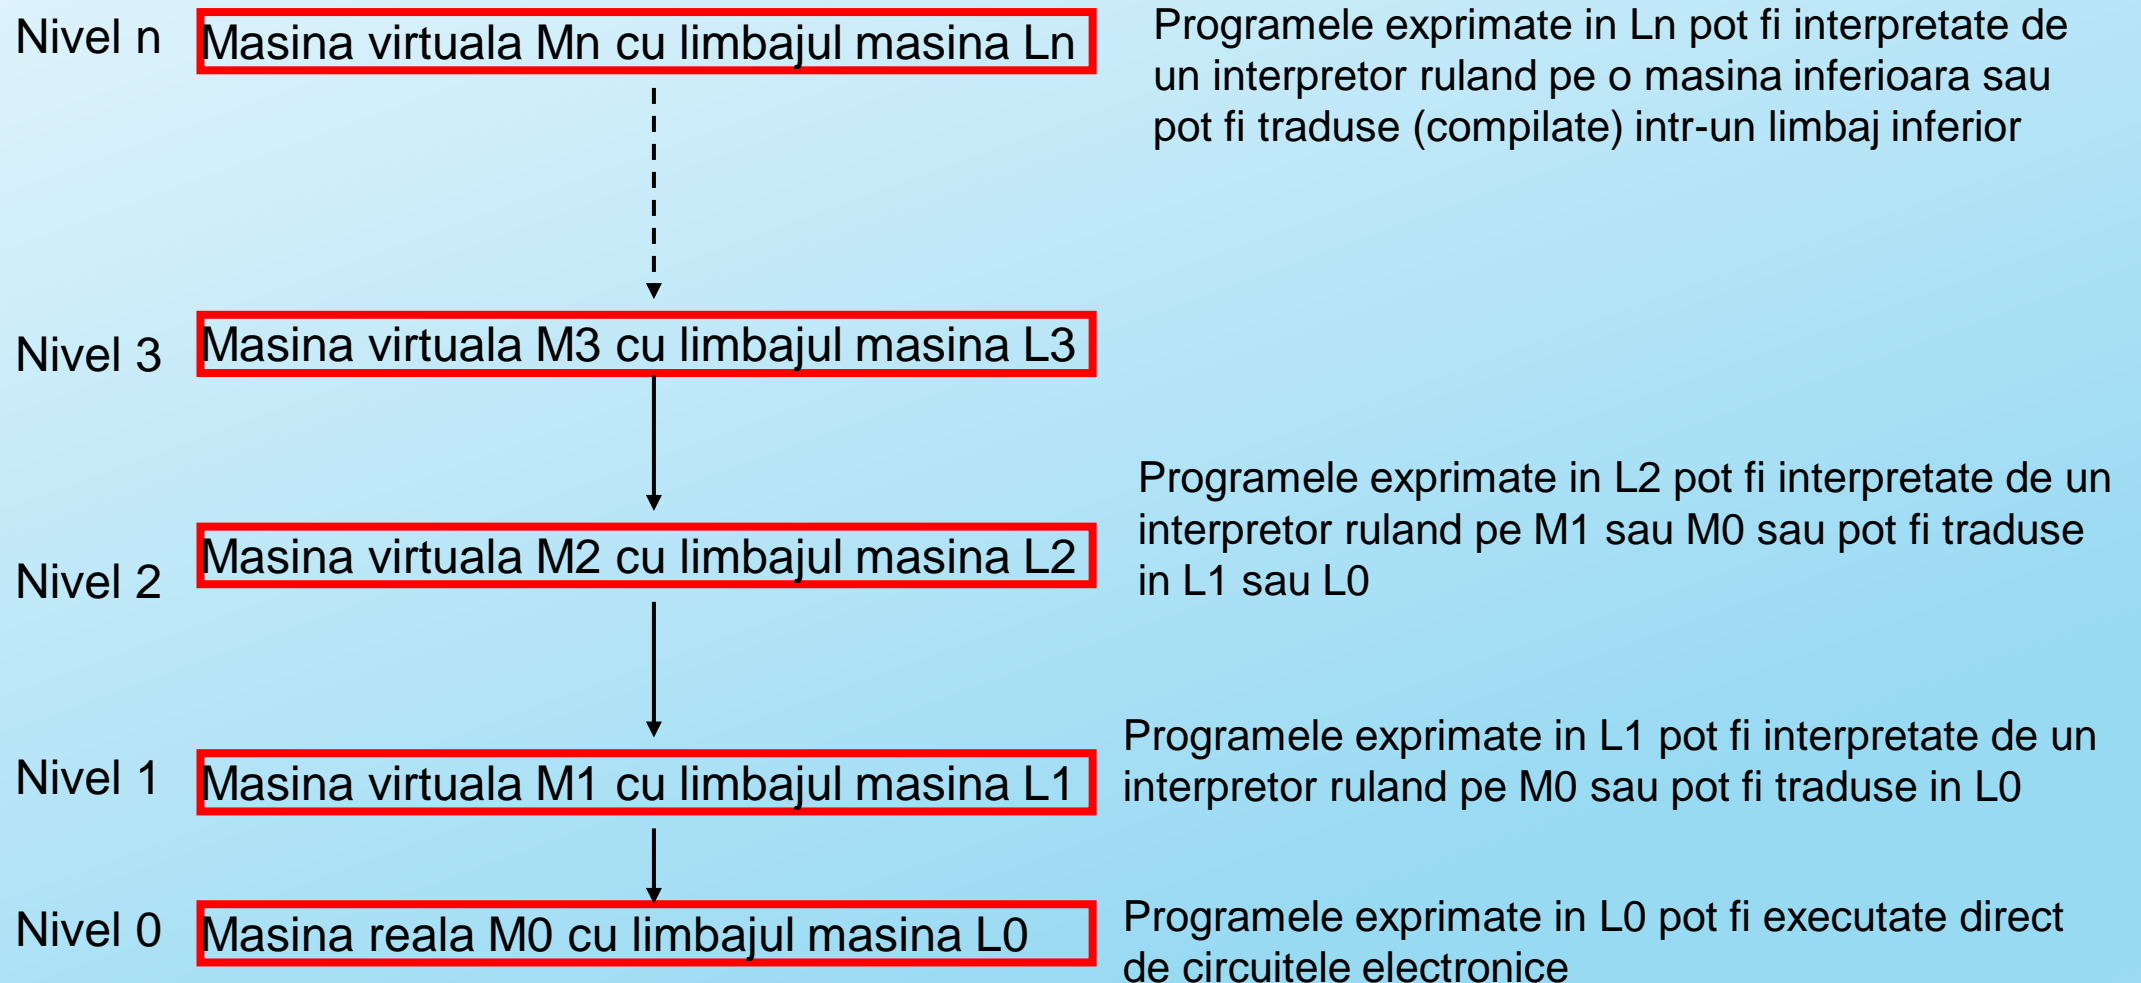 Nivel n
Masina virtuala Mn cu limbajul masina Ln
Programele exprimate in Ln pot fi interpretate de
un interpretor ruland pe o masina inferioara sau
pot fi traduse (compilate) intr-un limbaj inferior
Nivel 3
Masina virtuala M3 cu limbajul masina L3
Nivel 2
Masina virtuala M2 cu limbajul masina L2
Programele exprimate in L2 pot fi interpretate de un
interpretor ruland pe M1 sau M0 sau pot fi traduse
in L1 sau L0
Nivel 1
Masina virtuala M1 cu limbajul masina L1
Programele exprimate in L1 pot fi interpretate de un
interpretor ruland pe M0 sau pot fi traduse in L0
Nivel 0
Masina reala M0 cu limbajul masina L0
Programele exprimate in L0 pot fi executate direct
de circuitele electronice